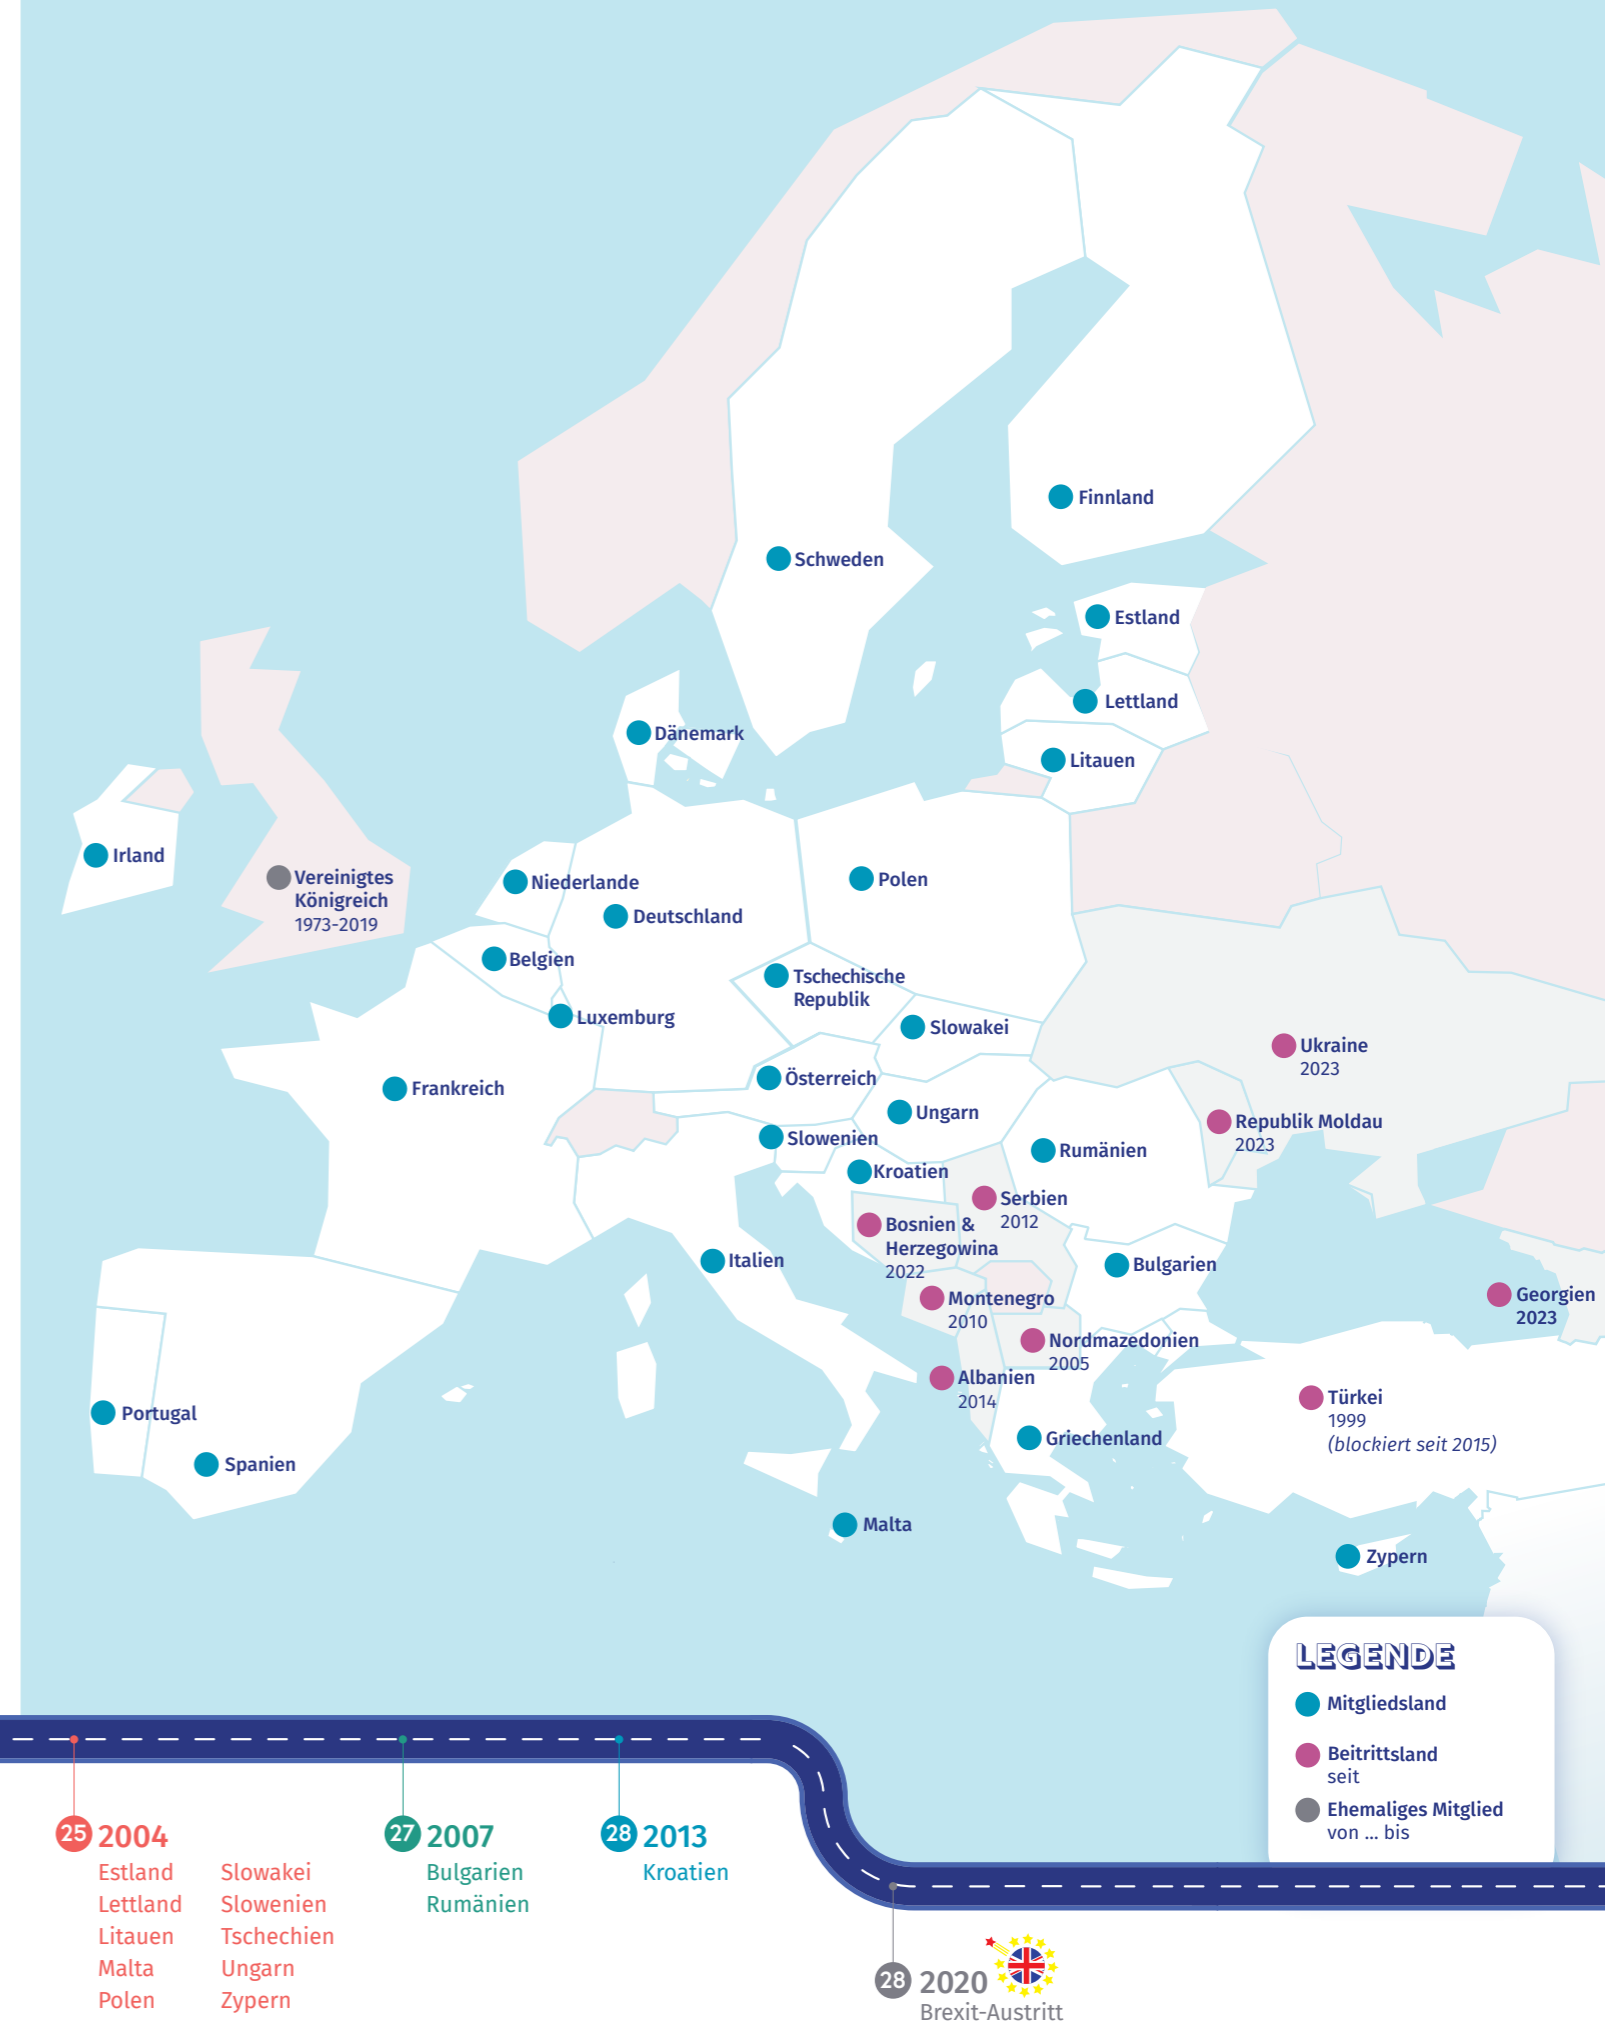 Finnland
Schweden
Estland
Lettland
Dänemark
Litauen
Irland
Vereinigtes
Königreich
1973-2019
Niederlande
Polen
Deutschland
Belgien
Tschechische
Republik
Luxemburg
Slowakei
Ukraine
2023
Österreich
Frankreich
Ungarn
Republik Moldau
2023
Slowenien
Rumänien
Kroatien
Serbien
2012
Bosnien &
Herzegowina
2022
Italien
Bulgarien
Montenegro
2010
Georgien
2023
Nordmazedonien
2005
Albanien
2014
Türkei
1999
(blockiert seit 2015)
Portugal
Griechenland
Spanien
Malta
Zypern
LEGENDE
Mitgliedsland
Beitrittsland
seit
Ehemaliges Mitglied
von ... bis
25 2004
Estland
Lettland
Litauen
Malta
Polen
Slowakei
Slowenien
Tschechien
Ungarn
Zypern
27 2007
Bulgarien
Rumänien
28 2013
Kroatien
28 2020
Brexit-Austritt